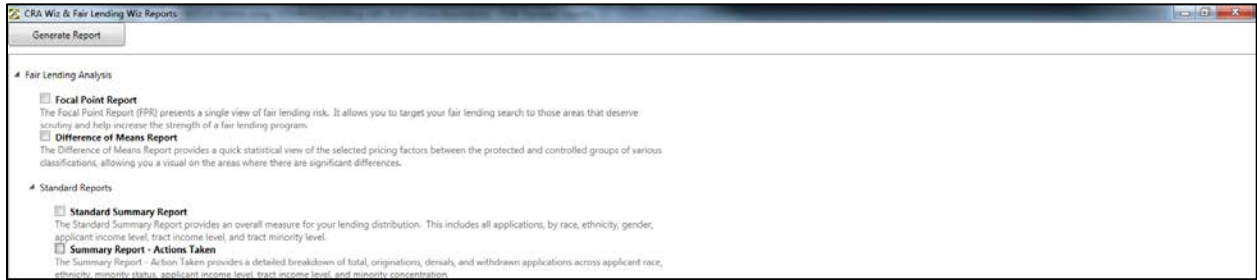 CRA Wiz & Fair Lending Wiz Reports
Generate Report
Fair Lending Analysis
Focal Point Report
The Focal Point Report (FPR) presents a single view of fair lending risk. It allows you to target your fair lending search to those areas that deserve
scrutiny and help increase the strength of a fair lending program.
Difference of Means Report
The Difference of Means Report provides a quick statistical view of the selected pricing factors between the protected and controlled groups of various
classifications, allowing you a visual on the areas where there are significant differences.
Standard Reports
Standard Summary Report
The Standard Summary Report provides an overall measure for your lending distribution. This includes all applications, by race, ethnicity, gender,
applicant income level, tract income level, and tract minority level.
Summary Report - Actions Taken
The Summary Report - Action Taken provides a detailed breakdown of total, originations, denials, and withdrawn applications across applicant race,
ethnicity, minority status, applicant income level, tract income level, and minority concentration.